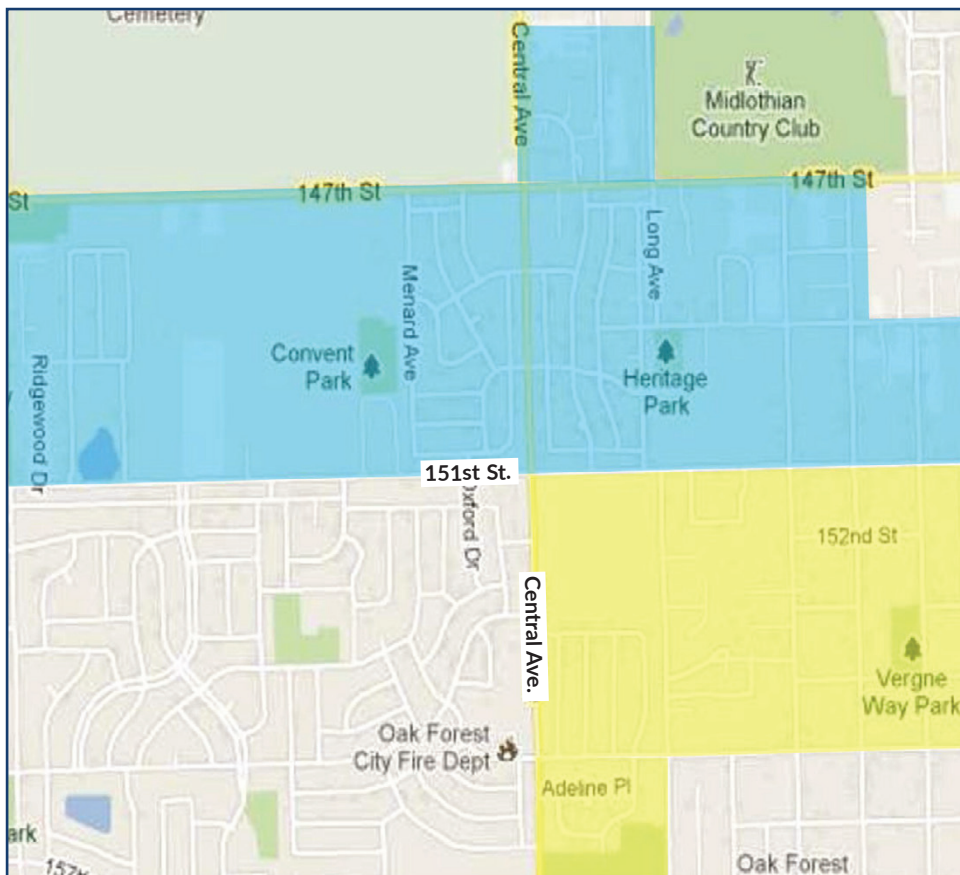 Cemetery
Central Ave
Midlothian
Country Club
St
147th St
147th St
Long Ave
Menard Ave
Convent
Park
Heritage
Park
Ridgewood Dr
151st St.
xford Dr
152nd St
Central Ave.
Vergne
Way Park
Oak Forest
City Fire Dept
Adeline Pl
ark
Oak Forest